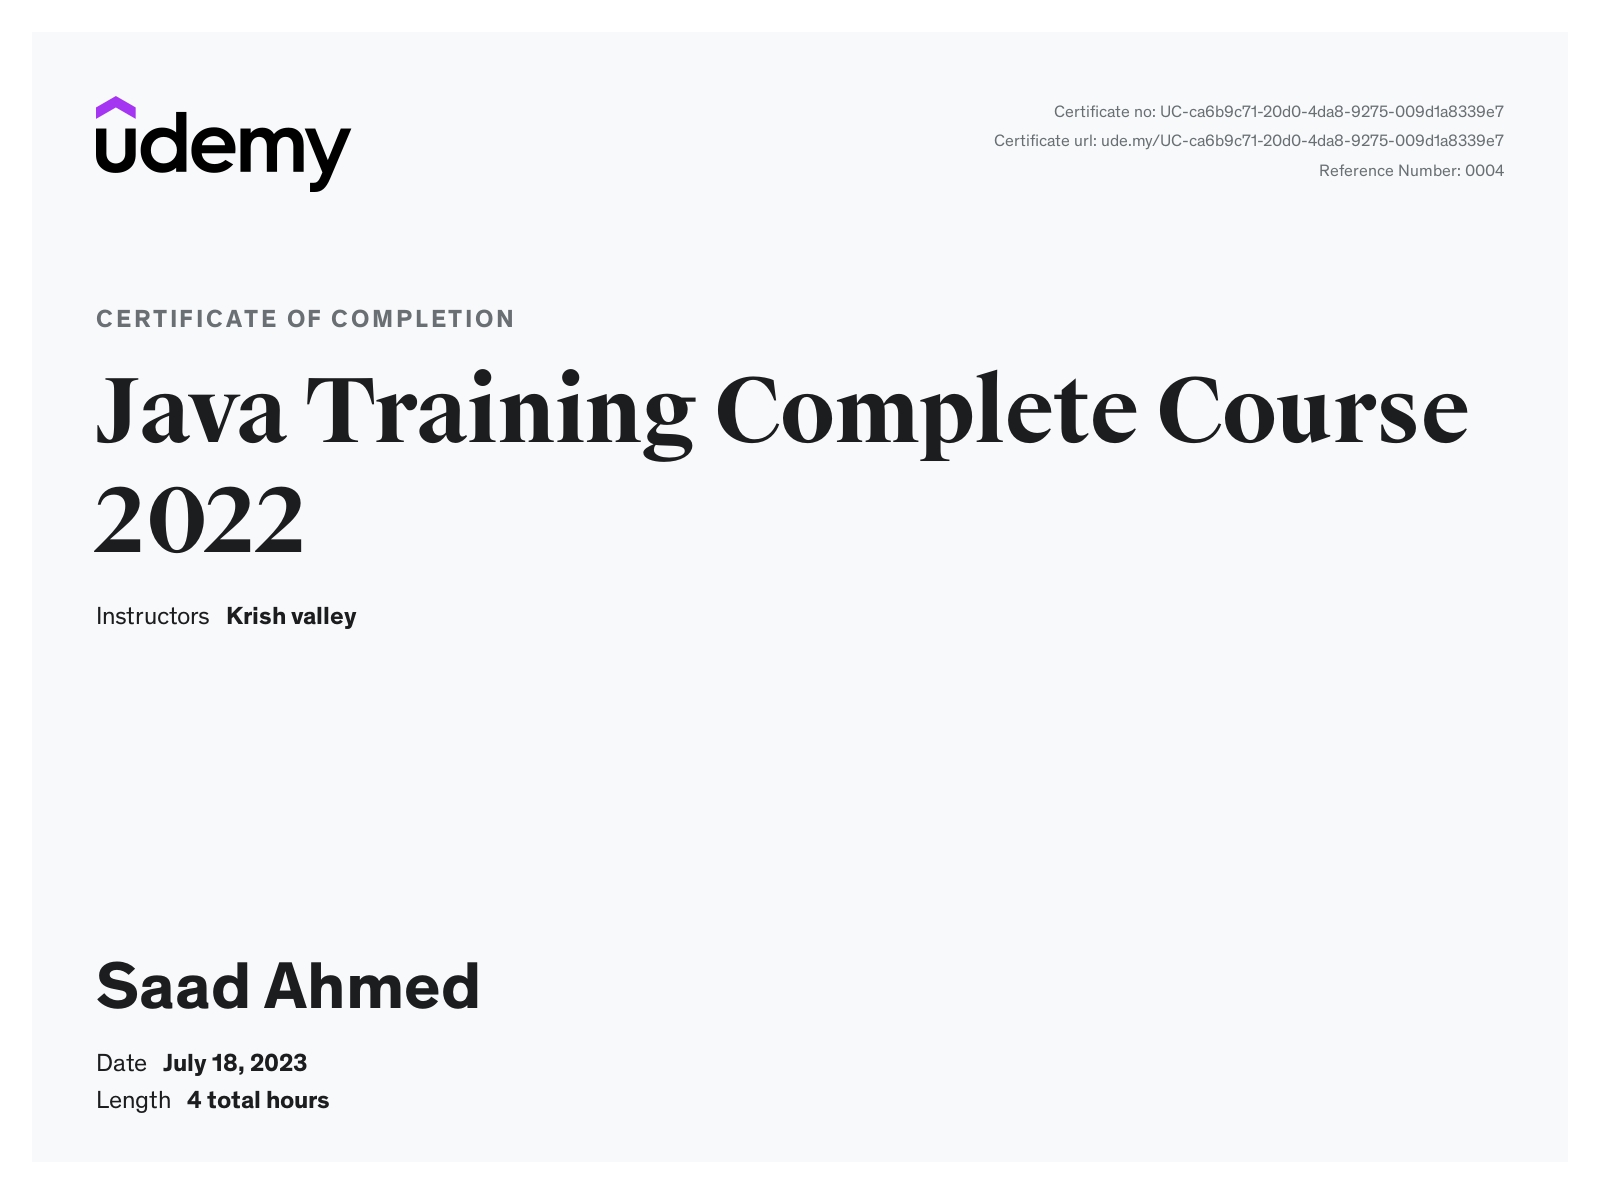 udemy
Certificate no: UC-ca6b9c71-20d0-4da8-9275-009d1a8339e7
Certificate url: ude.my/UC-ca6b9c71-20d0-4da8-9275-009d1a8339e7
Reference Number: 0004
CERTIFICATE OF COMPLETION
Java Training Complete Course
2022
Instructors Krish valley
Saad Ahmed
Date July 18, 2023
Length 4 total hours